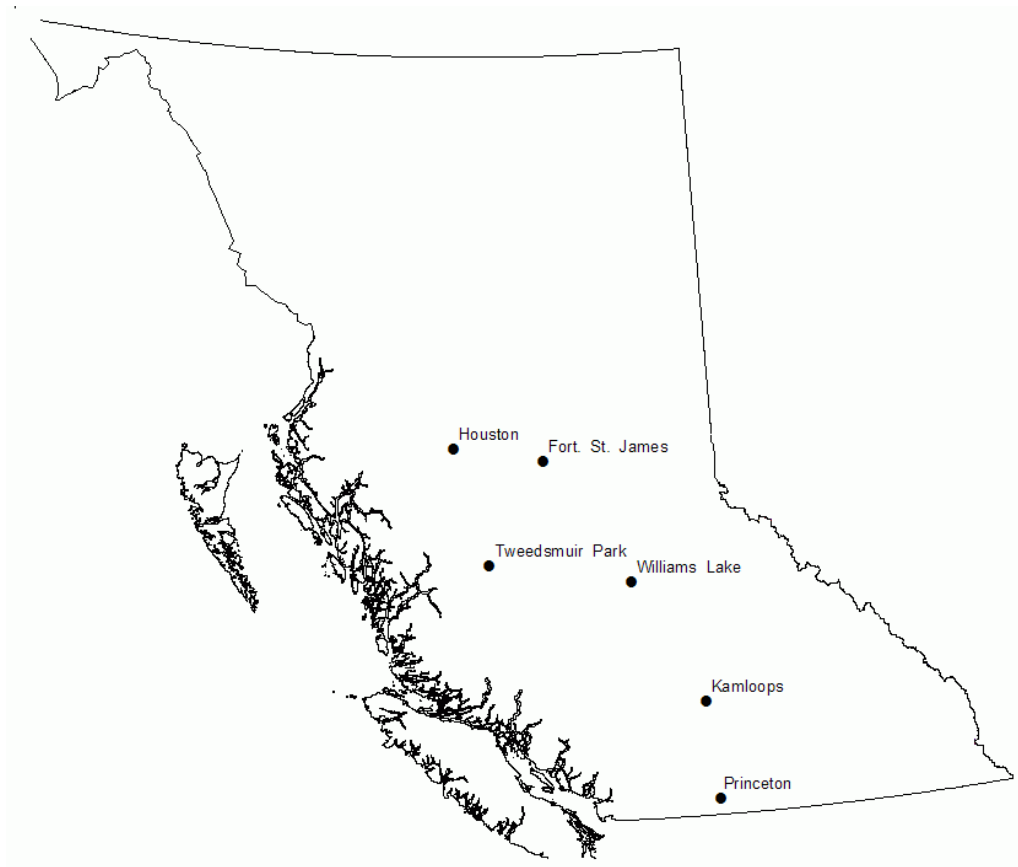 Houston
Fort. St. James
Tweedsmuir Park
Williams Lake
Kamloops
Princeton